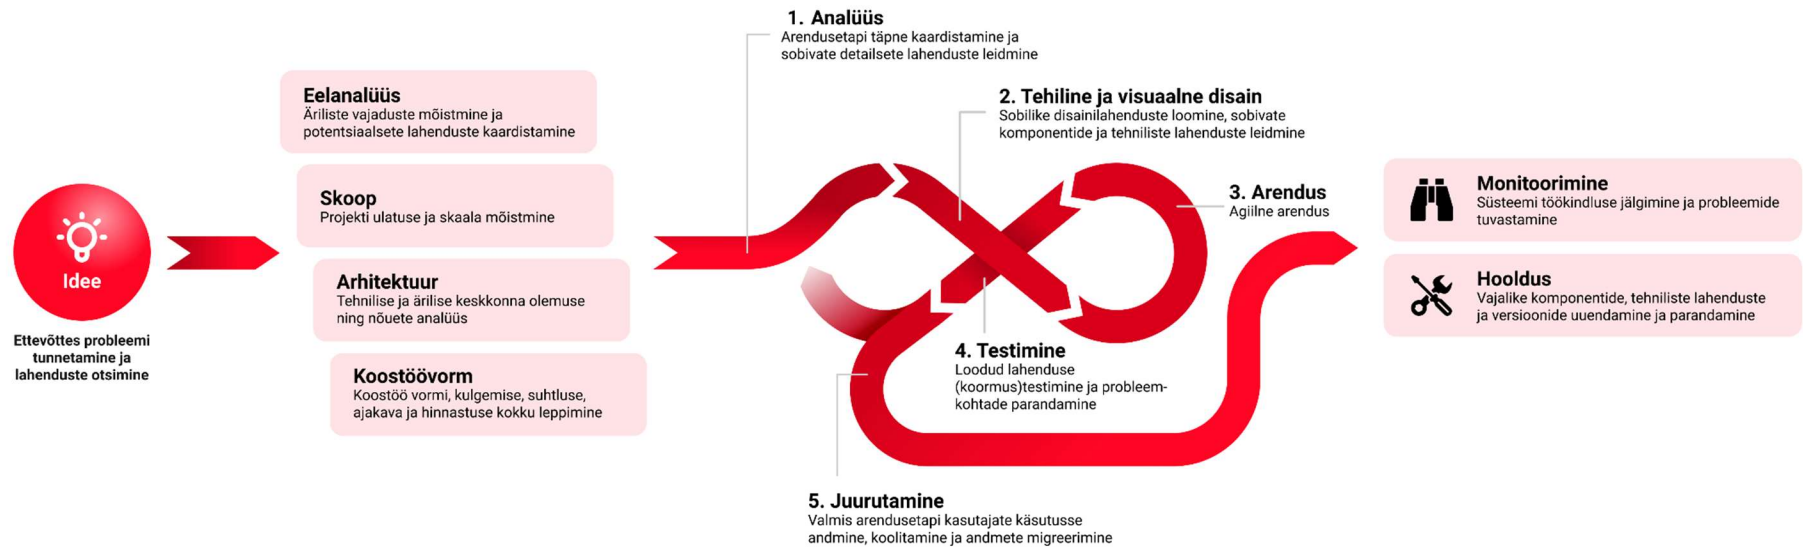 Idee
Ettevõttes probleemi
tunnetamine ja
lahenduste otsimine
Eelanalüüs
Äriliste vajaduste mõistmine ja
potentsiaalsete lahenduste kaardistamine
Skoop
Projekti ulatuse ja skaala mõistmine
Arhitektuur
Tehnilise ja ärilise keskkonna olemuse
ning nõuete analüüs
Koostöövorm
Koostöö vormi, kulgemise, suhtluse,
ajakava ja hinnastuse kokku leppimine
1. Analüüs
Arendusetapi täpne kaardistamine ja
sobivate detailsete lahenduste leidmine
2. Tehiline ja visuaalne disain
Sobilike disainilahenduste loomine, sobivate
komponentide ja tehniliste lahenduste leidmine
3. Arendus
Agiilne arendus
4. Testimine
Loodud lahenduse
(koormus)testimine ja probleem-
kohtade parandamine
5. Juurutamine
Valmis arendusetapi kasutajate käsutusse
andmine, koolitamine ja andmete migreerimine
Monitoorimine
Süsteemi töökindluse jälgimine ja probleemide
tuvastamine
Hooldus
Vajalike komponentide, tehniliste lahenduste
ja versioonide uuendamine ja parandamine